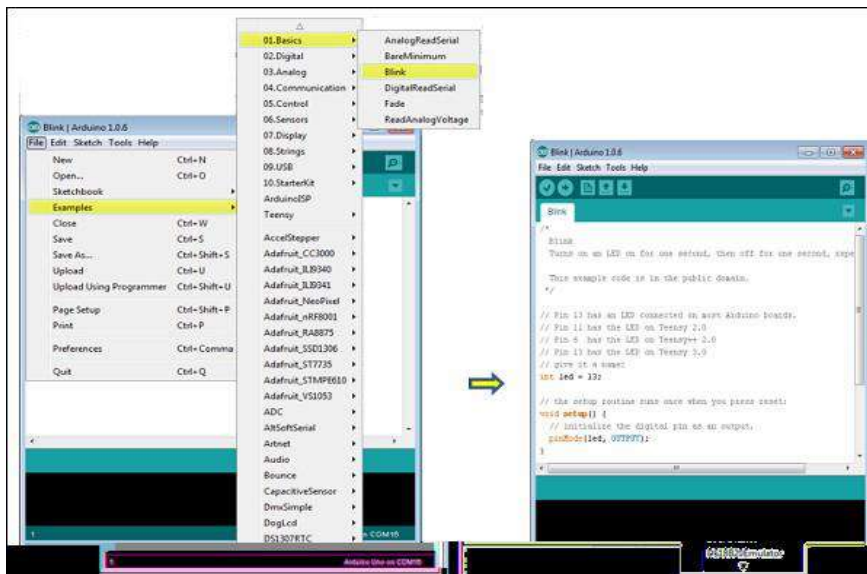 Blink | Arduino 1.0.6
File Edit Sketch Tools Help
New Ctrl+N
Open... Ctrl+O
Sketchbook
Examples
Close Ctrl+W
Save Ctrl+S
Save As... Ctrl+Shift+S
Upload Ctrl+U
Upload Using Programmer Ctrl+Shift+U
Page Setup Ctrl+Shift+P
Print Ctrl+P
Preferences Ctrl+Comma
Quit Ctrl+Q
01.Basics
02.Digital
03.Analog
04.Communication
05.Control
06.Sensors
07.Display
08.Strings
09.USB
10.StarterKit
ArduinoISP
Teensy
AccelStepper
Adafruit_CC3000
Adafruit_ILI9340
Adafruit_ILI9341
Adafruit_NeoPixel
Adafruit_nRF8001
Adafruit_RA8875
Adafruit_SSD1306
Adafruit_ST7735
Adafruit_STMPE610
Adafruit_VS1053
ADC
AltSoftSerial
Artnet
Audio
Bounce
CapacitiveSensor
DmxSimple
DogLcd
DS1307RTC
AnalogReadSerial
BareMinimum
Blink
DigitalReadSerial
Fade
ReadAnalogVoltage
1
on COM16
Blink | Arduino 1.0.6
File Edit Sketch Tools Help
Blink
/*
Blink
Turns on an LED on for one second, then off for one second, repe
This example code is in the public domain.
*/
// Pin 13 has an LED connected on most Arduino boards.
// Pin 11 has the LED on Teensy 2.0
// Pin 6 has the LED on Teensy++ 2.0
// Pin 13 has the LED on Teensy 3.0
// give it a name:
int led = 13;
// the setup routine runs once when you press reset:
void setup() {
// initialize the digital pin as an output.
pinMode(led, OUTPUT);
}
1
Arduino Uno on COM16